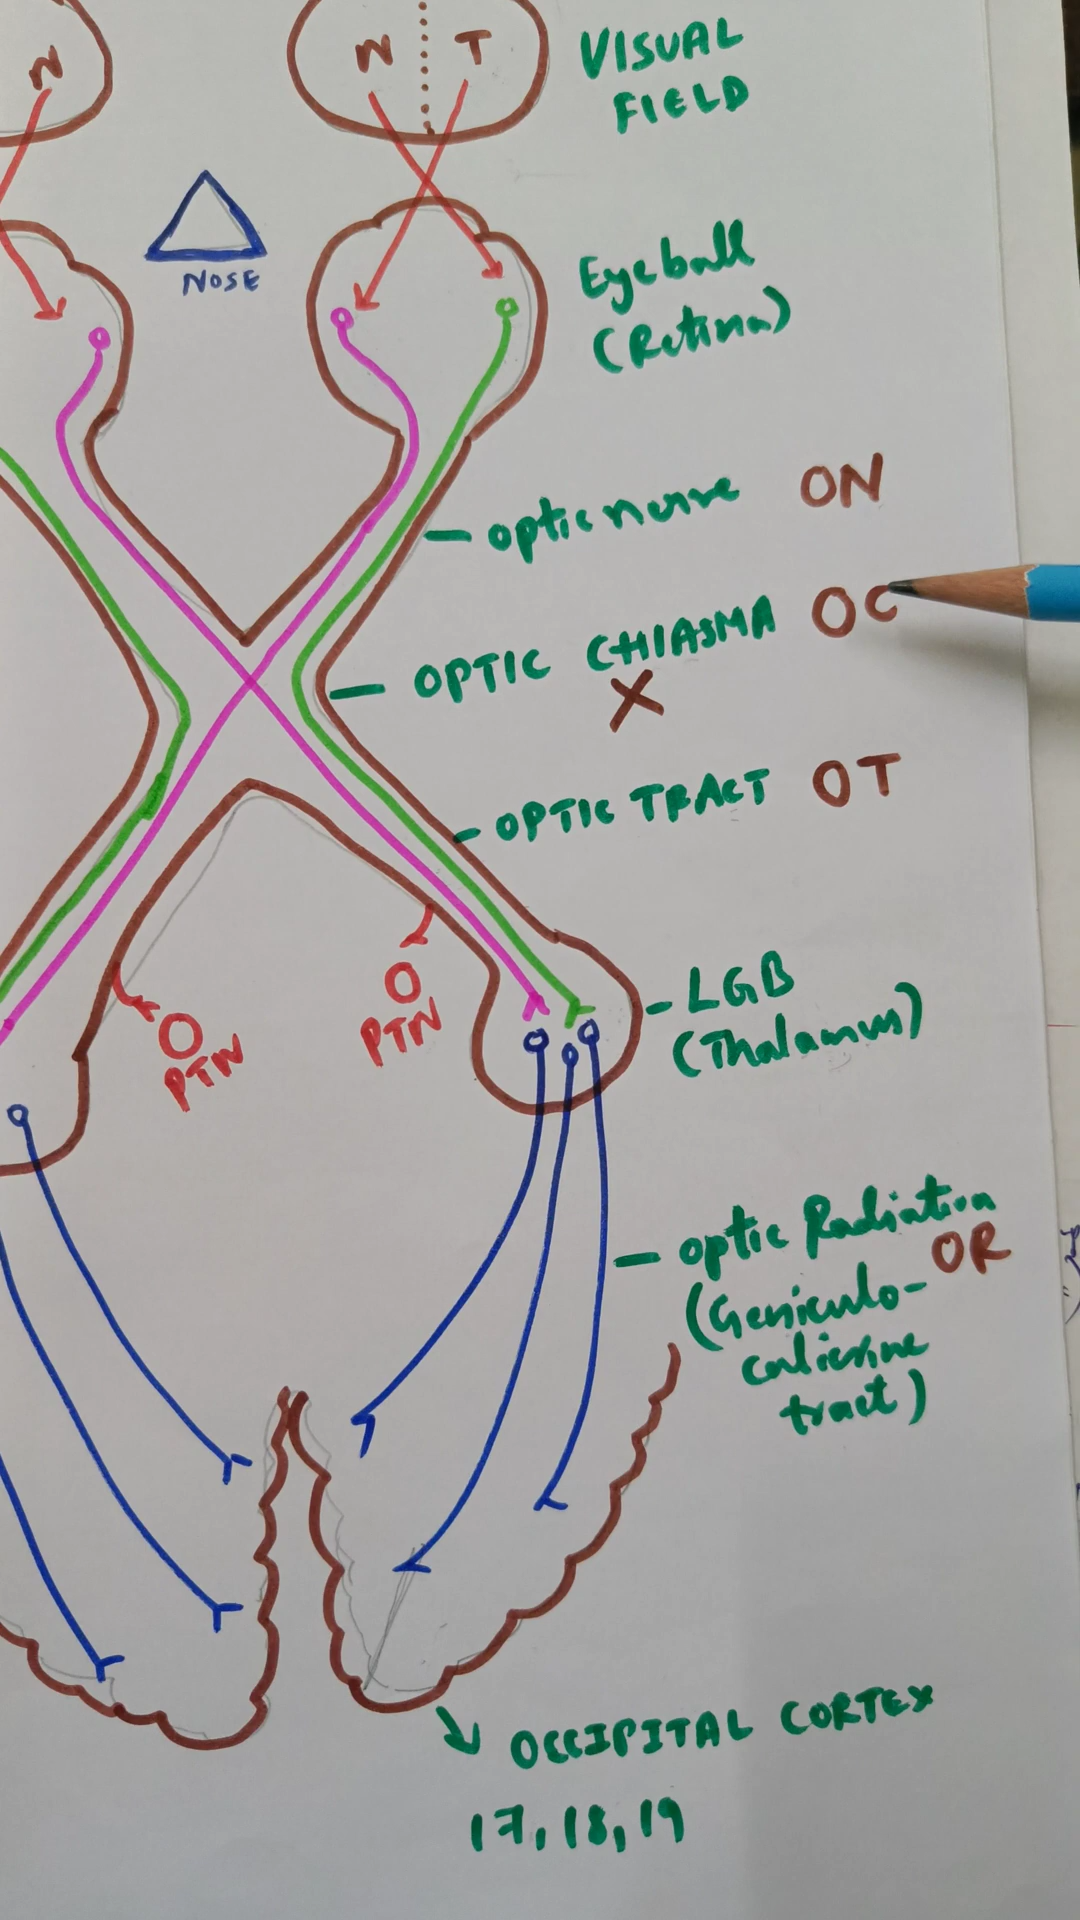 N
N T
VISUAL
FIELD
NOSE
Eyeball
(Retina)
- optic nerve ON
- OPTIC CHIASMA OC
X
- OPTIC TRACT OT
- LGB
(Thalamus)
O
PTN
O
PTN
- optic Radiation
OR
(Geniculo-
calicrine
tract)
OCCIPITAL CORTEX
17, 18, 19